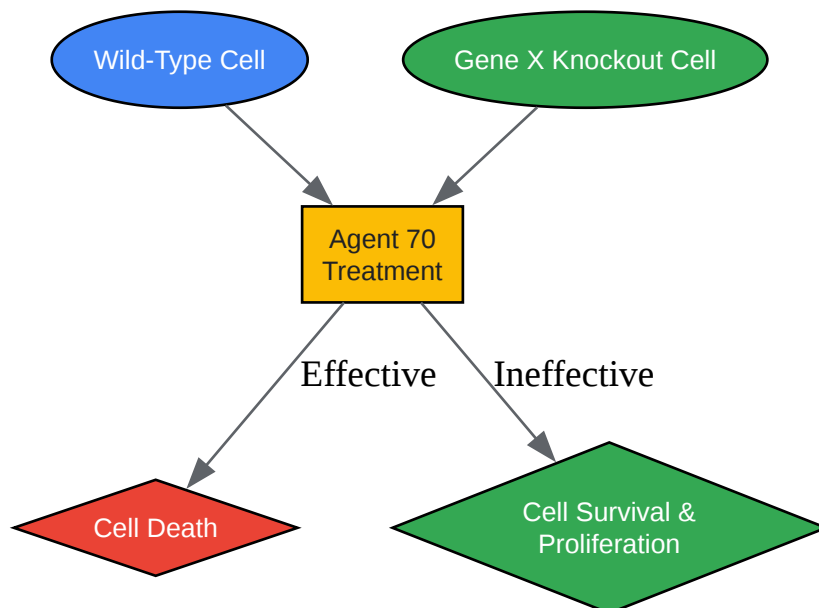 Wild-Type Cell
Gene X Knockout Cell
Agent 70
Treatment
Effective
Ineffective
Cell Death
Cell Survival &
Proliferation